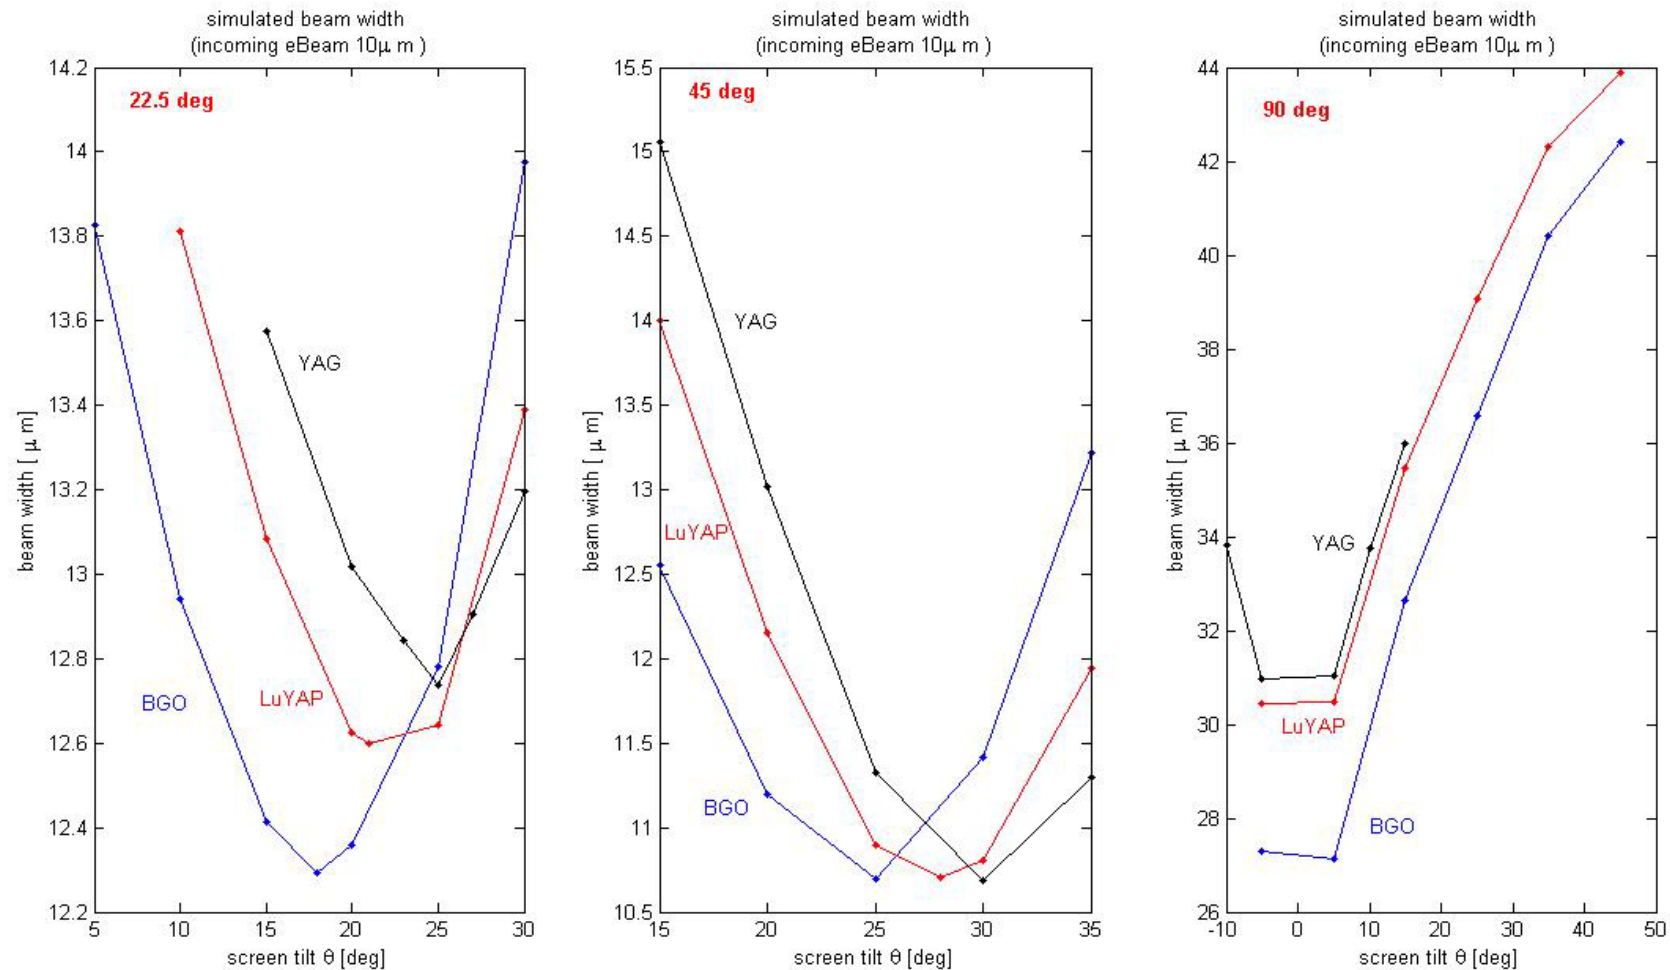 simulated beam width
(incoming eBeam 10μ m )
22.5 deg
14.2
14
13.8
13.6
13.4
13.2
13
12.8
12.6
12.4
12.2
beam width [ μ m]
YAG
LuYAP
BGO
5 10 15 20 25 30
screen tilt θ [deg]
simulated beam width
(incoming eBeam 10μ m )
45 deg
15.5
15
14.5
14
13.5
13
12.5
12
11.5
11
10.5
beam width [ μ m]
YAG
LuYAP
BGO
15 20 25 30 35
screen tilt θ [deg]
simulated beam width
(incoming eBeam 10μ m )
90 deg
44
42
40
38
36
34
32
30
28
26
beam width [ μ m]
YAG
LuYAP
BGO
-10 0 10 20 30 40 50
screen tilt θ [deg]